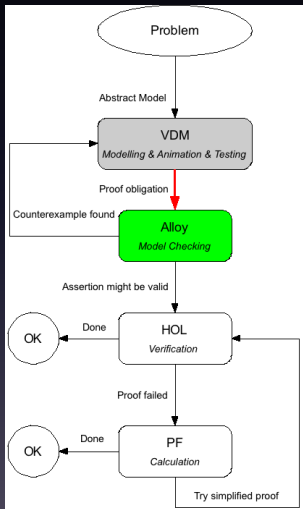 Problem
Abstract Model
VDM
Modelling & Animation & Testing
Proof obligation
Counterexample found
Alloy
Model Checking
Assertion might be valid
OK
Done
HOL
Verification
Proof failed
OK
Done
PF
Calculation
Try simplified proof